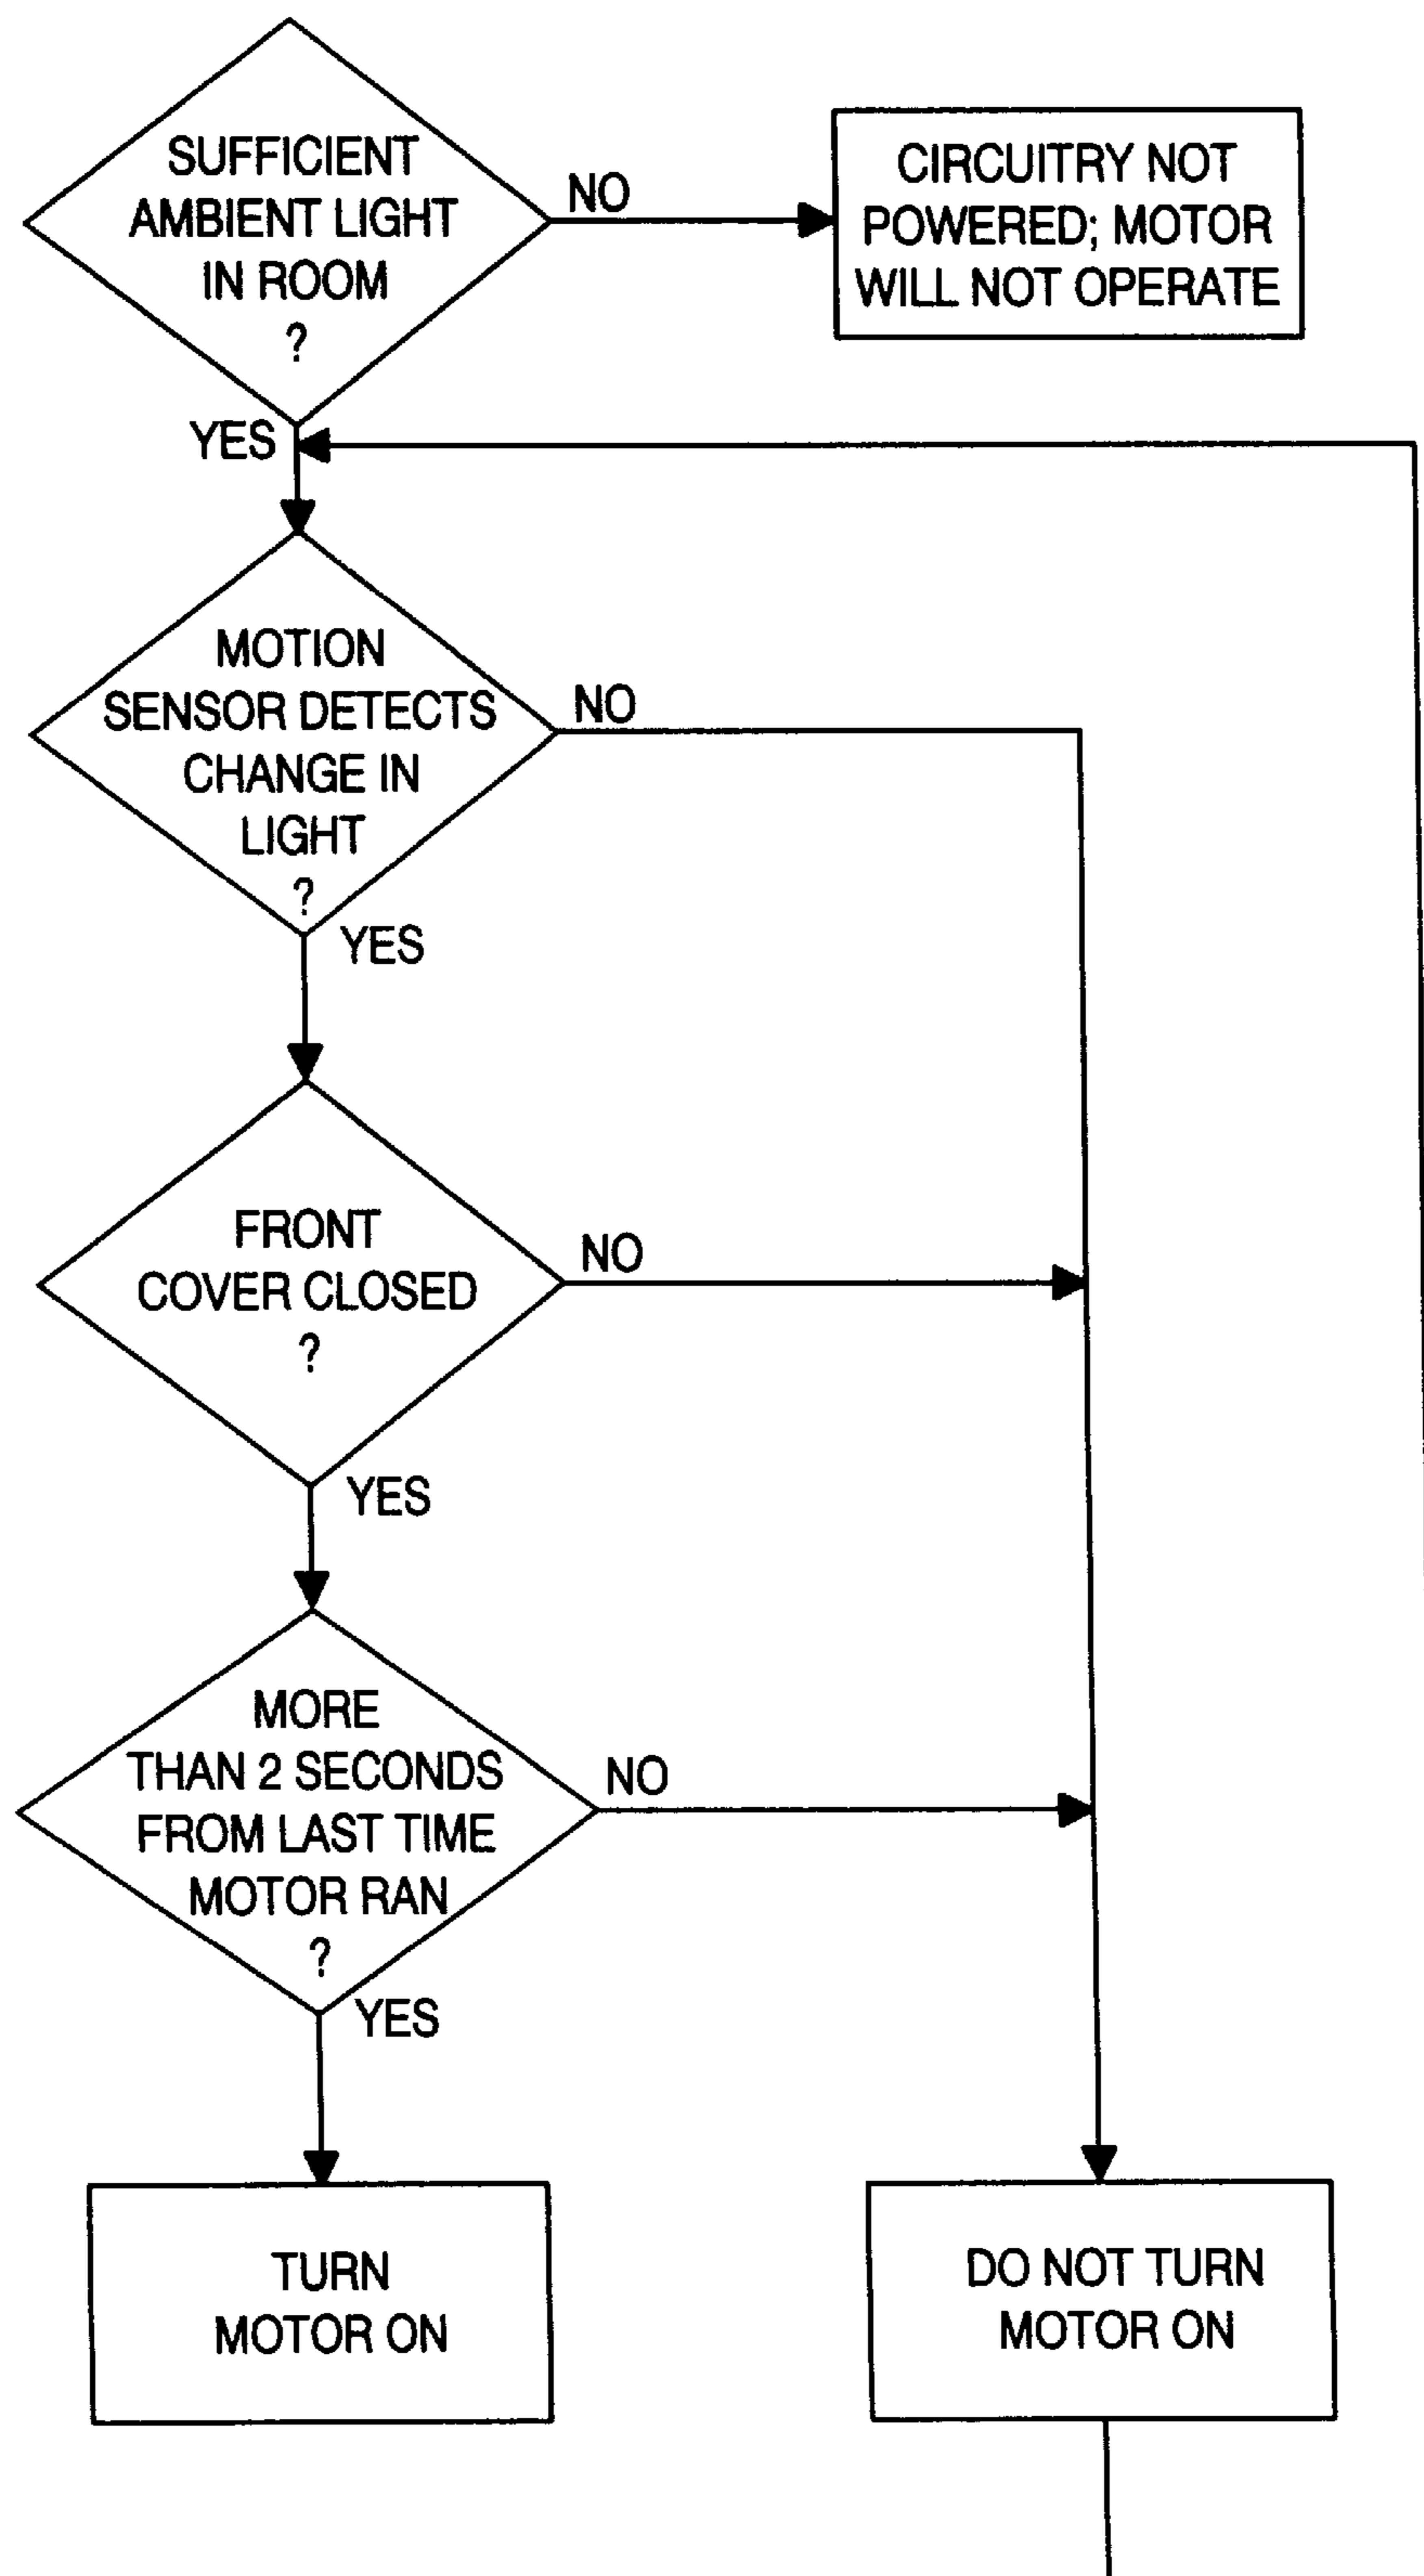 SUFFICIENT
AMBIENT LIGHT
IN ROOM
?
NO
CIRCUITRY NOT
POWERED; MOTOR
WILL NOT OPERATE
YES
MOTION
SENSOR DETECTS
CHANGE IN
LIGHT
?
NO
YES
FRONT
COVER CLOSED
?
NO
YES
MORE
THAN 2 SECONDS
FROM LAST TIME
MOTOR RAN
?
NO
YES
TURN
MOTOR ON
DO NOT TURN
MOTOR ON